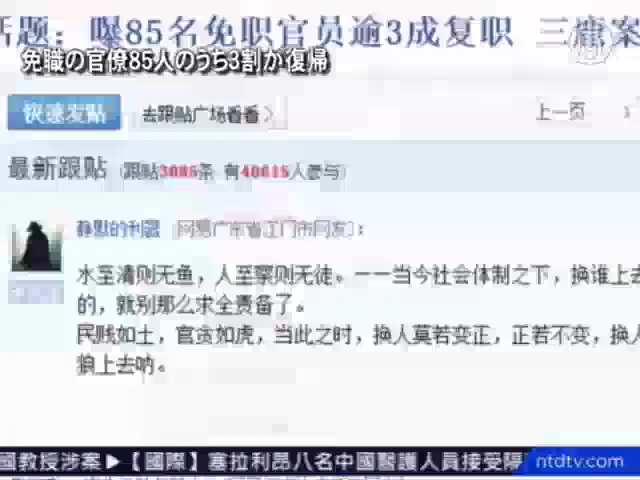 话题：曝85名免职官员逾3成复职 三鹿案
免職の官僚85人のうち3割が復帰
快速发贴 去跟贴广场看看> 上一页
最新跟贴 (跟贴3085条 有40615人参与)
静默的利器 [网易广东省江门市网友]：
水至清则无鱼，人至察则无徒。——当今社会体制之下，换谁上去
的，就别那么求全责备了。
民贱如土，官贪如虎，当此之时，换人莫若变正，正若不变，换人
狼上去呐。
國教授涉案▶【國際】塞拉利昂八名中國醫護人員接受隔
ntdtv.com